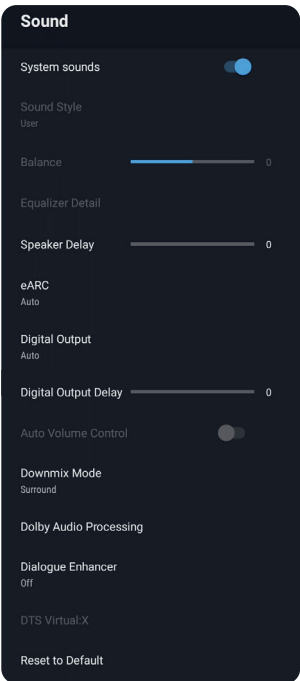 Sound
System sounds
Sound Style
User
Balance 0
Equalizer Detail
Speaker Delay 0
eARC
Auto
Digital Output
Auto
Digital Output Delay 0
Auto Volume Control
Downmix Mode
Surround
Dolby Audio Processing
Dialogue Enhancer
Off
DTS Virtual:X
Reset to Default